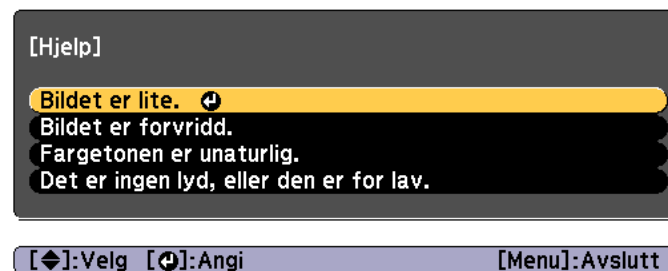 [Hjelp]
Bildet er lite.
Bildet er forvridd.
Fargetonen er unaturlig.
Det er ingen lyd, eller den er for lav.
[◆]:Velg [⏎]:Angi [Menu]:Avslutt